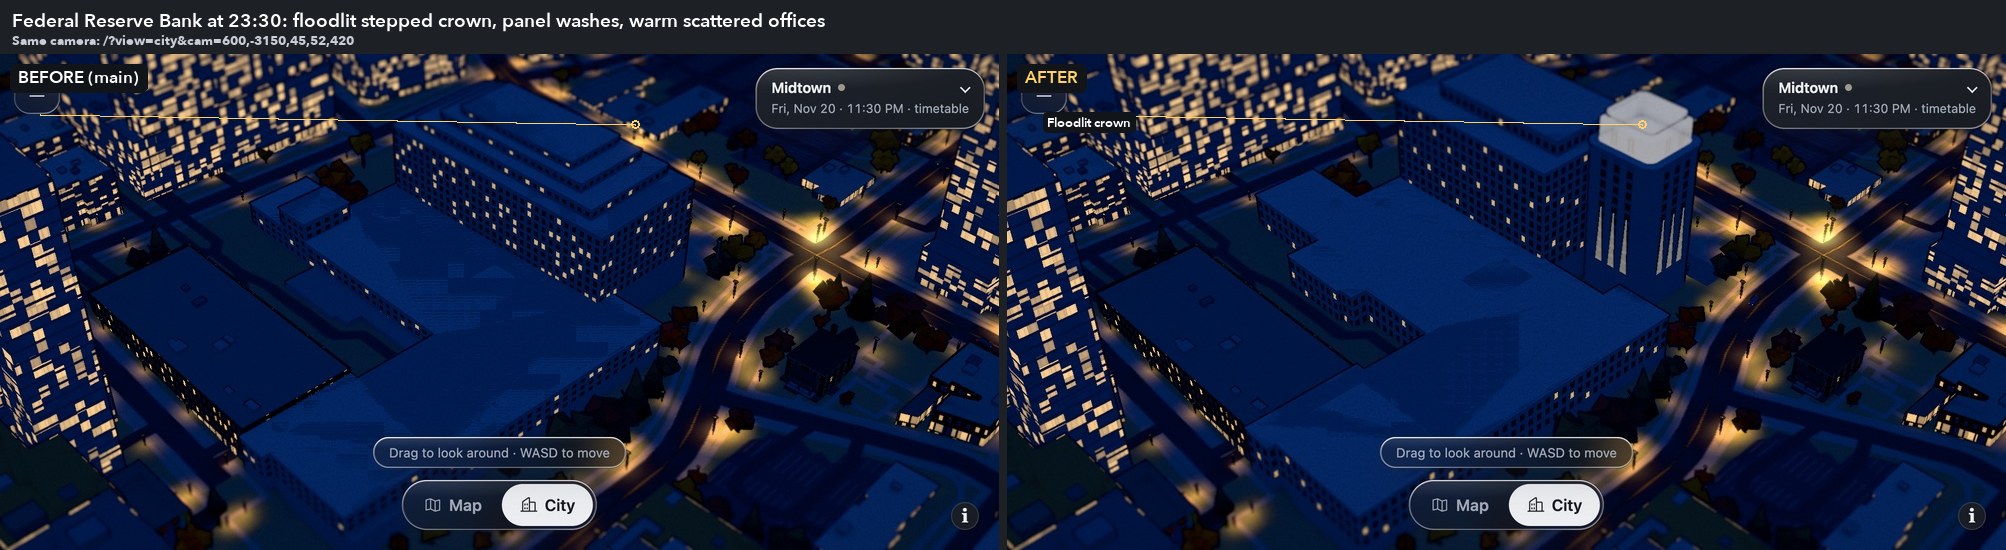 Federal Reserve Bank at 23:30: floodlit stepped crown, panel washes, warm scattered offices
Same camera: /?view=city&cam=600,-3150,45,52,420
BEFORE (main)
Midtown
Fri, Nov 20 · 11:30 PM · timetable
Drag to look around · WASD to move
Map
City
i
AFTER
Midtown
Fri, Nov 20 · 11:30 PM · timetable
Floodlit crown
Drag to look around · WASD to move
Map
City
i